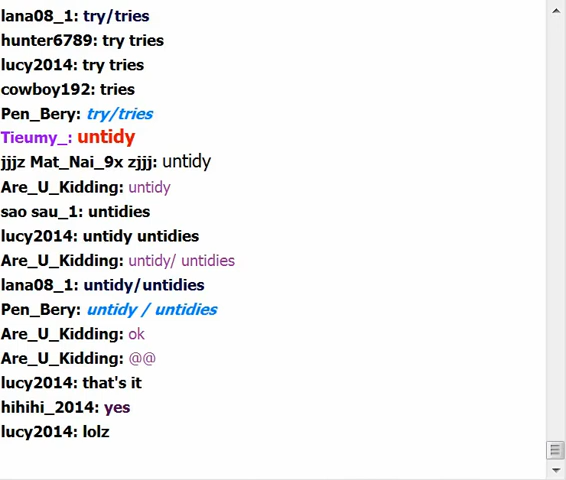 lana08_1: try/tries
hunter6789: try tries
lucy2014: try tries
cowboy192: tries
Pen_Bery: try/tries
Tieumy_: untidy
jjjz Mat_Nai_9x zjjj: untidy
Are_U_Kidding: untidy
sao sau_1: untidies
lucy2014: untidy untidies
Are_U_Kidding: untidy/ untidies
lana08_1: untidy/untidies
Pen_Bery: untidy / untidies
Are_U_Kidding: ok
Are_U_Kidding: @@
lucy2014: that's it
hihihi_2014: yes
lucy2014: lolz